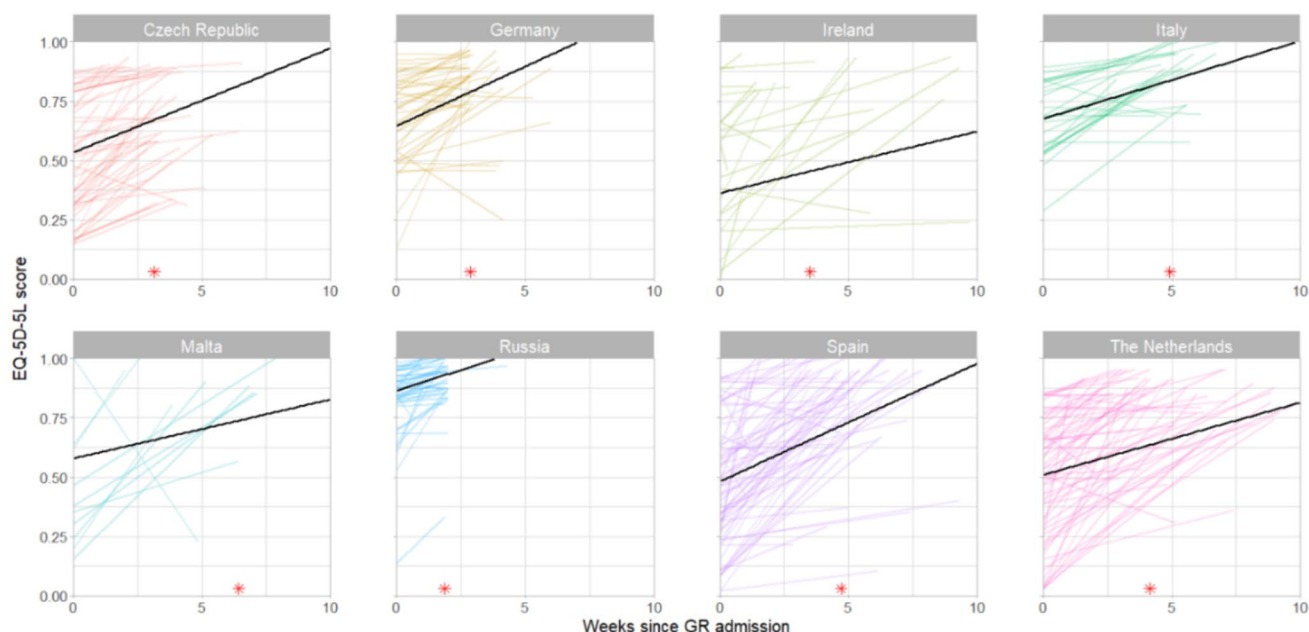 Czech Republic Germany Ireland Italy
1.00
0.75
0.50
0.25
0.00
0 5 10 0 5 10 0 5 10 0 5 10
EQ-5D-5L score
Malta Russia Spain The Netherlands
1.00
0.75
0.50
0.25
0.00
0 5 10 0 5 10 0 5 10 0 5 10
Weeks since GR admission